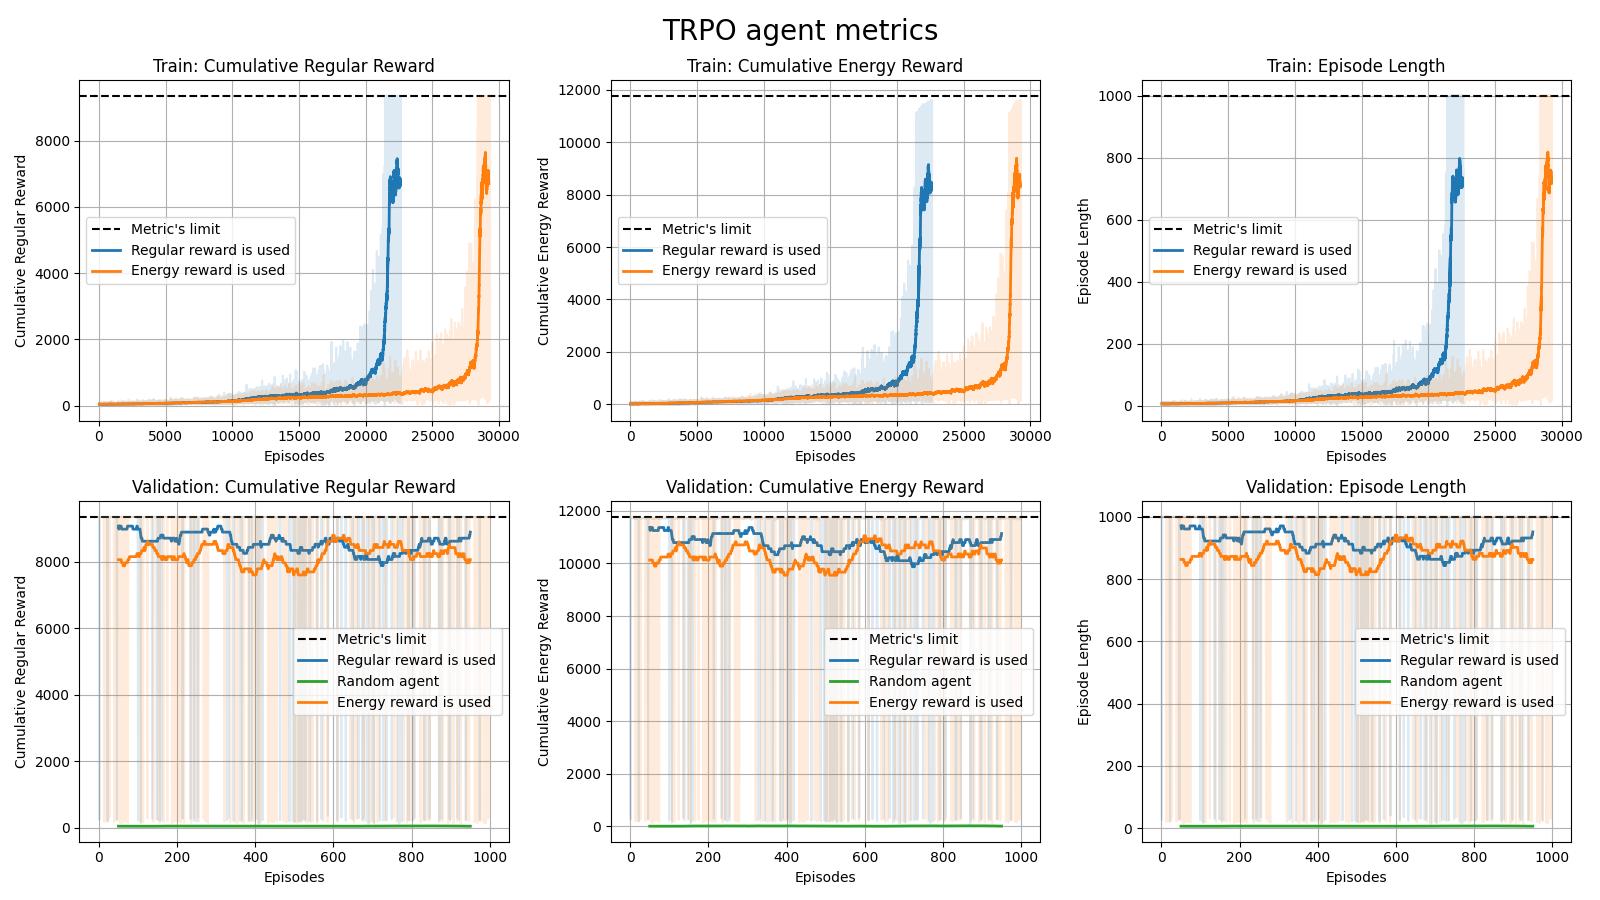 TRPO agent metrics
Train: Cumulative Regular Reward
Cumulative Regular Reward
8000
6000
4000
2000
0
Metric's limit
Regular reward is used
Energy reward is used
0 5000 10000 15000 20000 25000 30000
Episodes
Train: Cumulative Energy Reward
Cumulative Energy Reward
12000
10000
8000
6000
4000
2000
0
Metric's limit
Regular reward is used
Energy reward is used
0 5000 10000 15000 20000 25000 30000
Episodes
Train: Episode Length
Episode Length
1000
800
600
400
200
0
Metric's limit
Regular reward is used
Energy reward is used
0 5000 10000 15000 20000 25000 30000
Episodes
Validation: Cumulative Regular Reward
Cumulative Regular Reward
8000
6000
4000
2000
0
Metric's limit
Regular reward is used
Random agent
Energy reward is used
0 200 400 600 800 1000
Episodes
Validation: Cumulative Energy Reward
Cumulative Energy Reward
12000
10000
8000
6000
4000
2000
0
Metric's limit
Regular reward is used
Random agent
Energy reward is used
0 200 400 600 800 1000
Episodes
Validation: Episode Length
Episode Length
1000
800
600
400
200
0
Metric's limit
Regular reward is used
Random agent
Energy reward is used
0 200 400 600 800 1000
Episodes